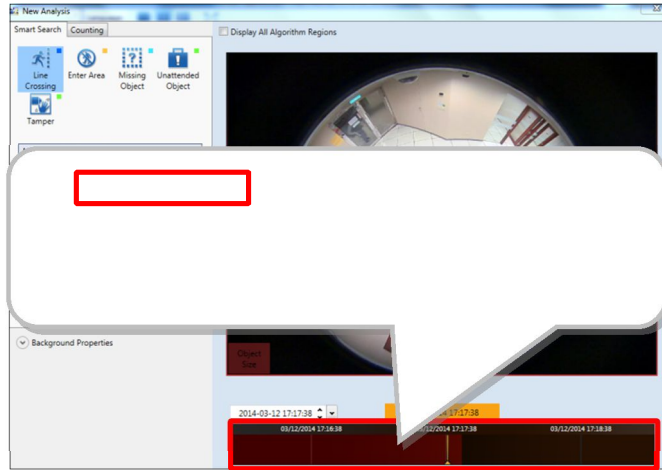 New Analysis
Smart Search Counting
Display All Algorithm Regions
Line Crossing
Enter Area
Missing Object
Unattended Object
Tamper
Background Properties
Object Size
2014-03-12 17:17:38
17:17:38
03/12/2014 17:16:38
/12/2014 17:17:38
03/12/2014 17:18:38